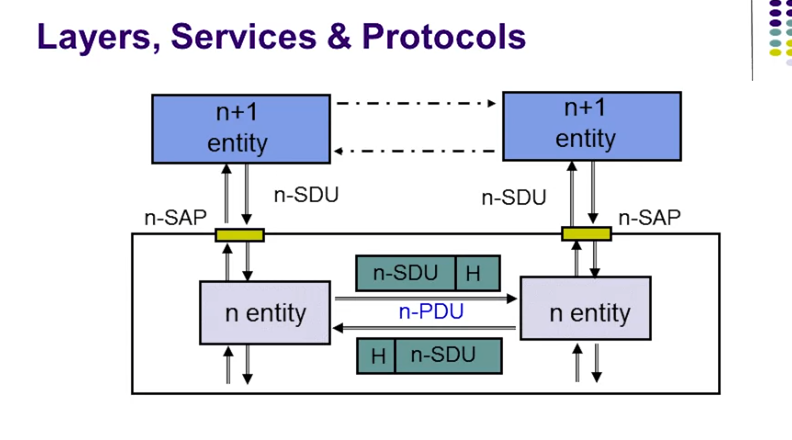 Layers, Services & Protocols
n+1
entity
n+1
entity
n-SDU
n-SDU
n-SAP
n-SAP
n-SDU H
n entity
n-PDU
n entity
H n-SDU